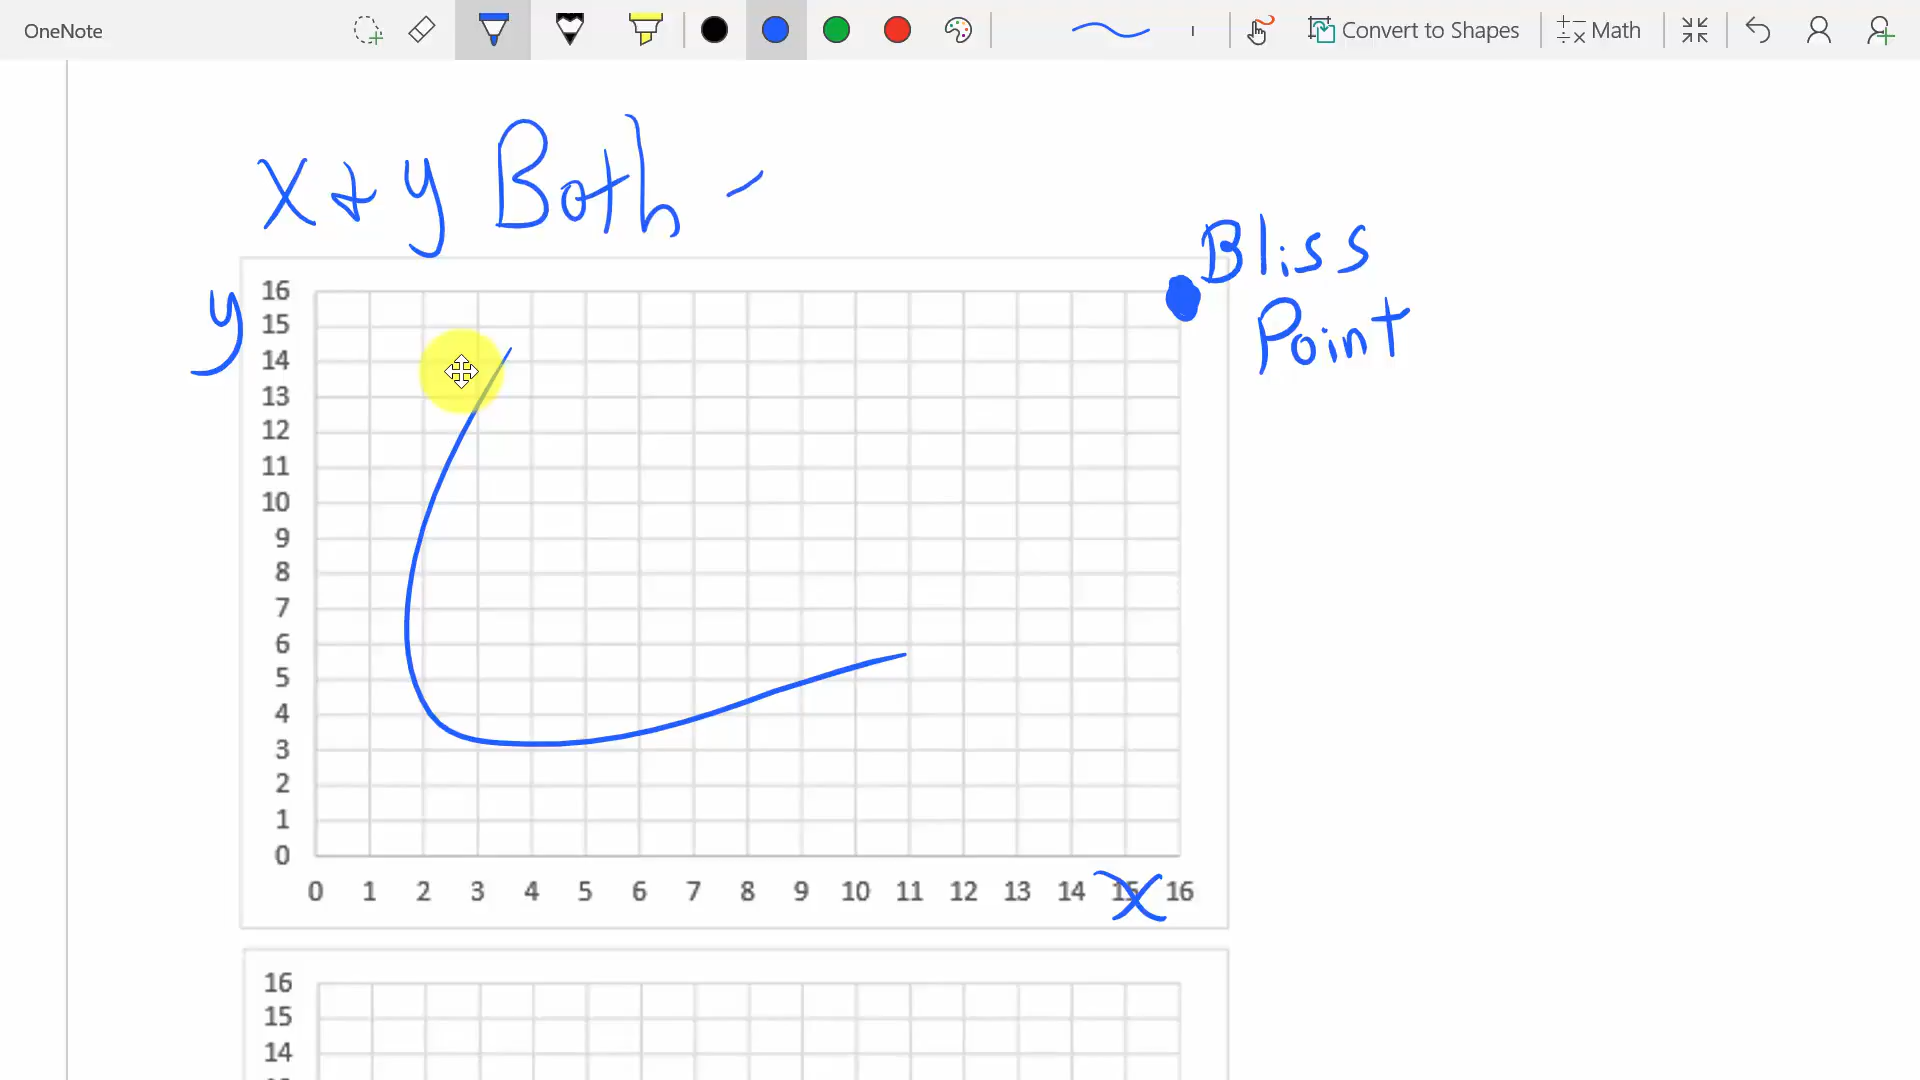 OneNote
Convert to Shapes
Math
x + y Both -
Bliss
Point
y
16
15
14
13
12
11
10
9
8
7
6
5
4
3
2
1
0
0 1 2 3 4 5 6 7 8 9 10 11 12 13 14 15 16
x
16
15
14